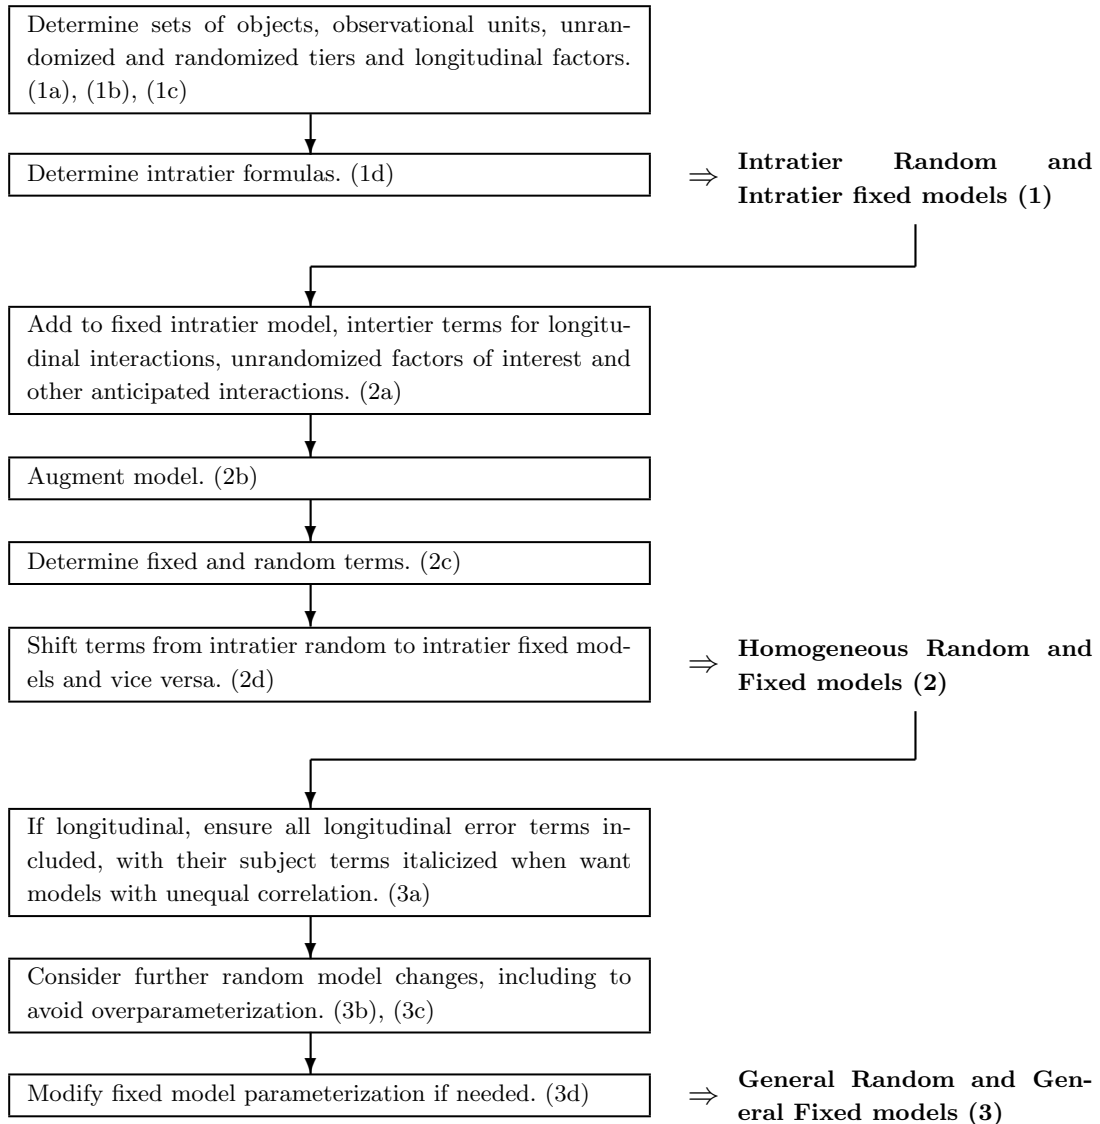 Determine sets of objects, observational units, unran-
domized and randomized tiers and longitudinal factors.
(1a), (1b), (1c)
Determine intratier formulas. (1d)
⇒ Intratier Random and
Intratier fixed models (1)
Add to fixed intratier model, intertier terms for longitu-
dinal interactions, unrandomized factors of interest and
other anticipated interactions. (2a)
Augment model. (2b)
Determine fixed and random terms. (2c)
Shift terms from intratier random to intratier fixed mod-
els and vice versa. (2d)
⇒ Homogeneous Random and
Fixed models (2)
If longitudinal, ensure all longitudinal error terms in-
cluded, with their subject terms italicized when want
models with unequal correlation. (3a)
Consider further random model changes, including to
avoid overparameterization. (3b), (3c)
Modify fixed model parameterization if needed. (3d)
⇒ General Random and Gen-
eral Fixed models (3)